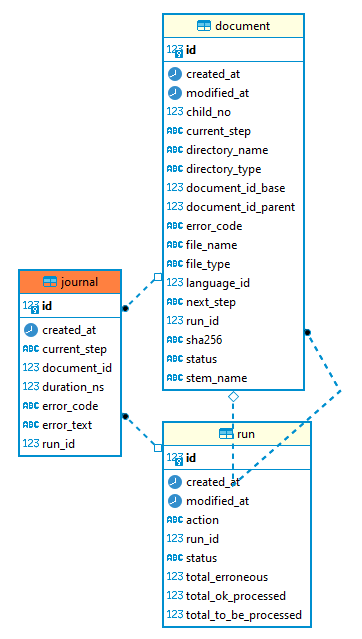 document
123 id
created_at
modified_at
123 child_no
ABC current_step
ABC directory_name
ABC directory_type
123 document_id_base
123 document_id_parent
ABC error_code
ABC file_name
ABC file_type
123 language_id
ABC next_step
123 run_id
ABC sha256
ABC status
ABC stem_name
journal
123 id
created_at
ABC current_step
123 document_id
123 duration_ns
ABC error_code
ABC error_text
123 run_id
run
123 id
created_at
modified_at
ABC action
123 run_id
ABC status
123 total_erroneous
123 total_ok_processed
123 total_to_be_processed